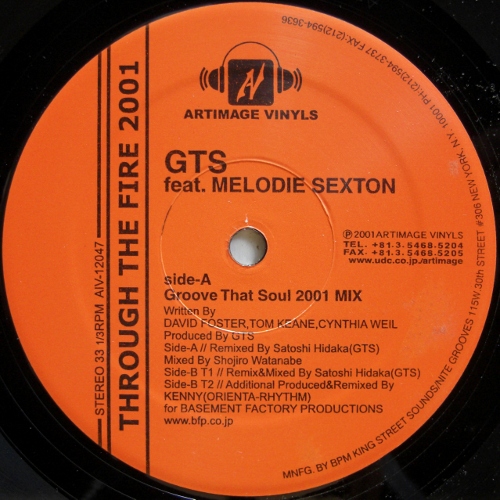 ARTIMAGE VINYLS
GTS
feat. MELODIE SEXTON
℗2001 ARTIMAGE VINYLS
TEL. +81.3.5468.5204
FAX. +81.3.5468.5205
www.udc.co.jp/artimage
side-A
Groove That Soul 2001 MIX
Written By
DAVID FOSTER,TOM KEANE,CYNTHIA WEIL
Produced By GTS
Side-A // Remixed By Satoshi Hidaka(GTS)
Mixed By Shojiro Watanabe
Side-B T1 // Remix&Mixed By Satoshi Hidaka(GTS)
Side-B T2 // Additional Produced&Remixed By
KENNY(ORIENTA-RHYTHM)
for BASEMENT FACTORY PRODUCTIONS
www.bfp.co.jp
THROUGH THE FIRE 2001
STEREO 33 1/3RPM AIV-12047
MNFG. BY BPM KING STREET SOUNDS/NITE GROOVES 115W.30th STREET #306 NEW YORK, N.Y. 10001 PH:(212)594-3737 FAX:(212)594-3636